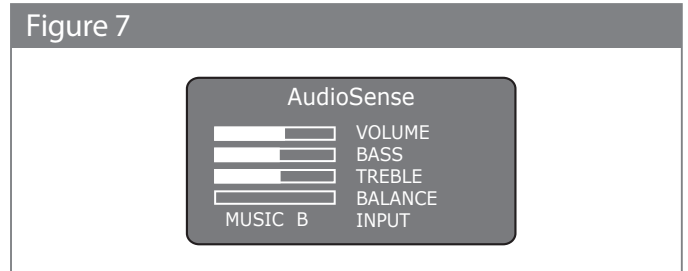 Figure 7
AudioSense
VOLUME
BASS
TREBLE
BALANCE
MUSIC B INPUT